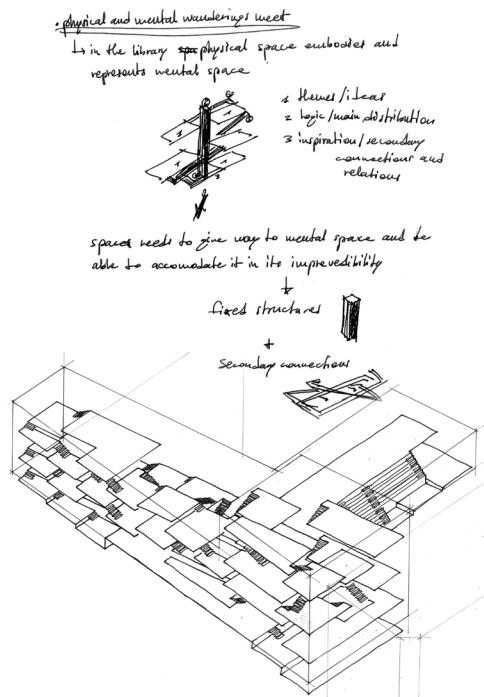 . physical and mental wanderings meet
↳ in the library physical space embodies and
represents mental space
1 themes/ideas
2 logic/main distribution
3 inspiration/secondary
connections and
relations
space needs to give way to mental space and be
able to accomodate it in its imprevedibility
fixed structures
+
secondary connections